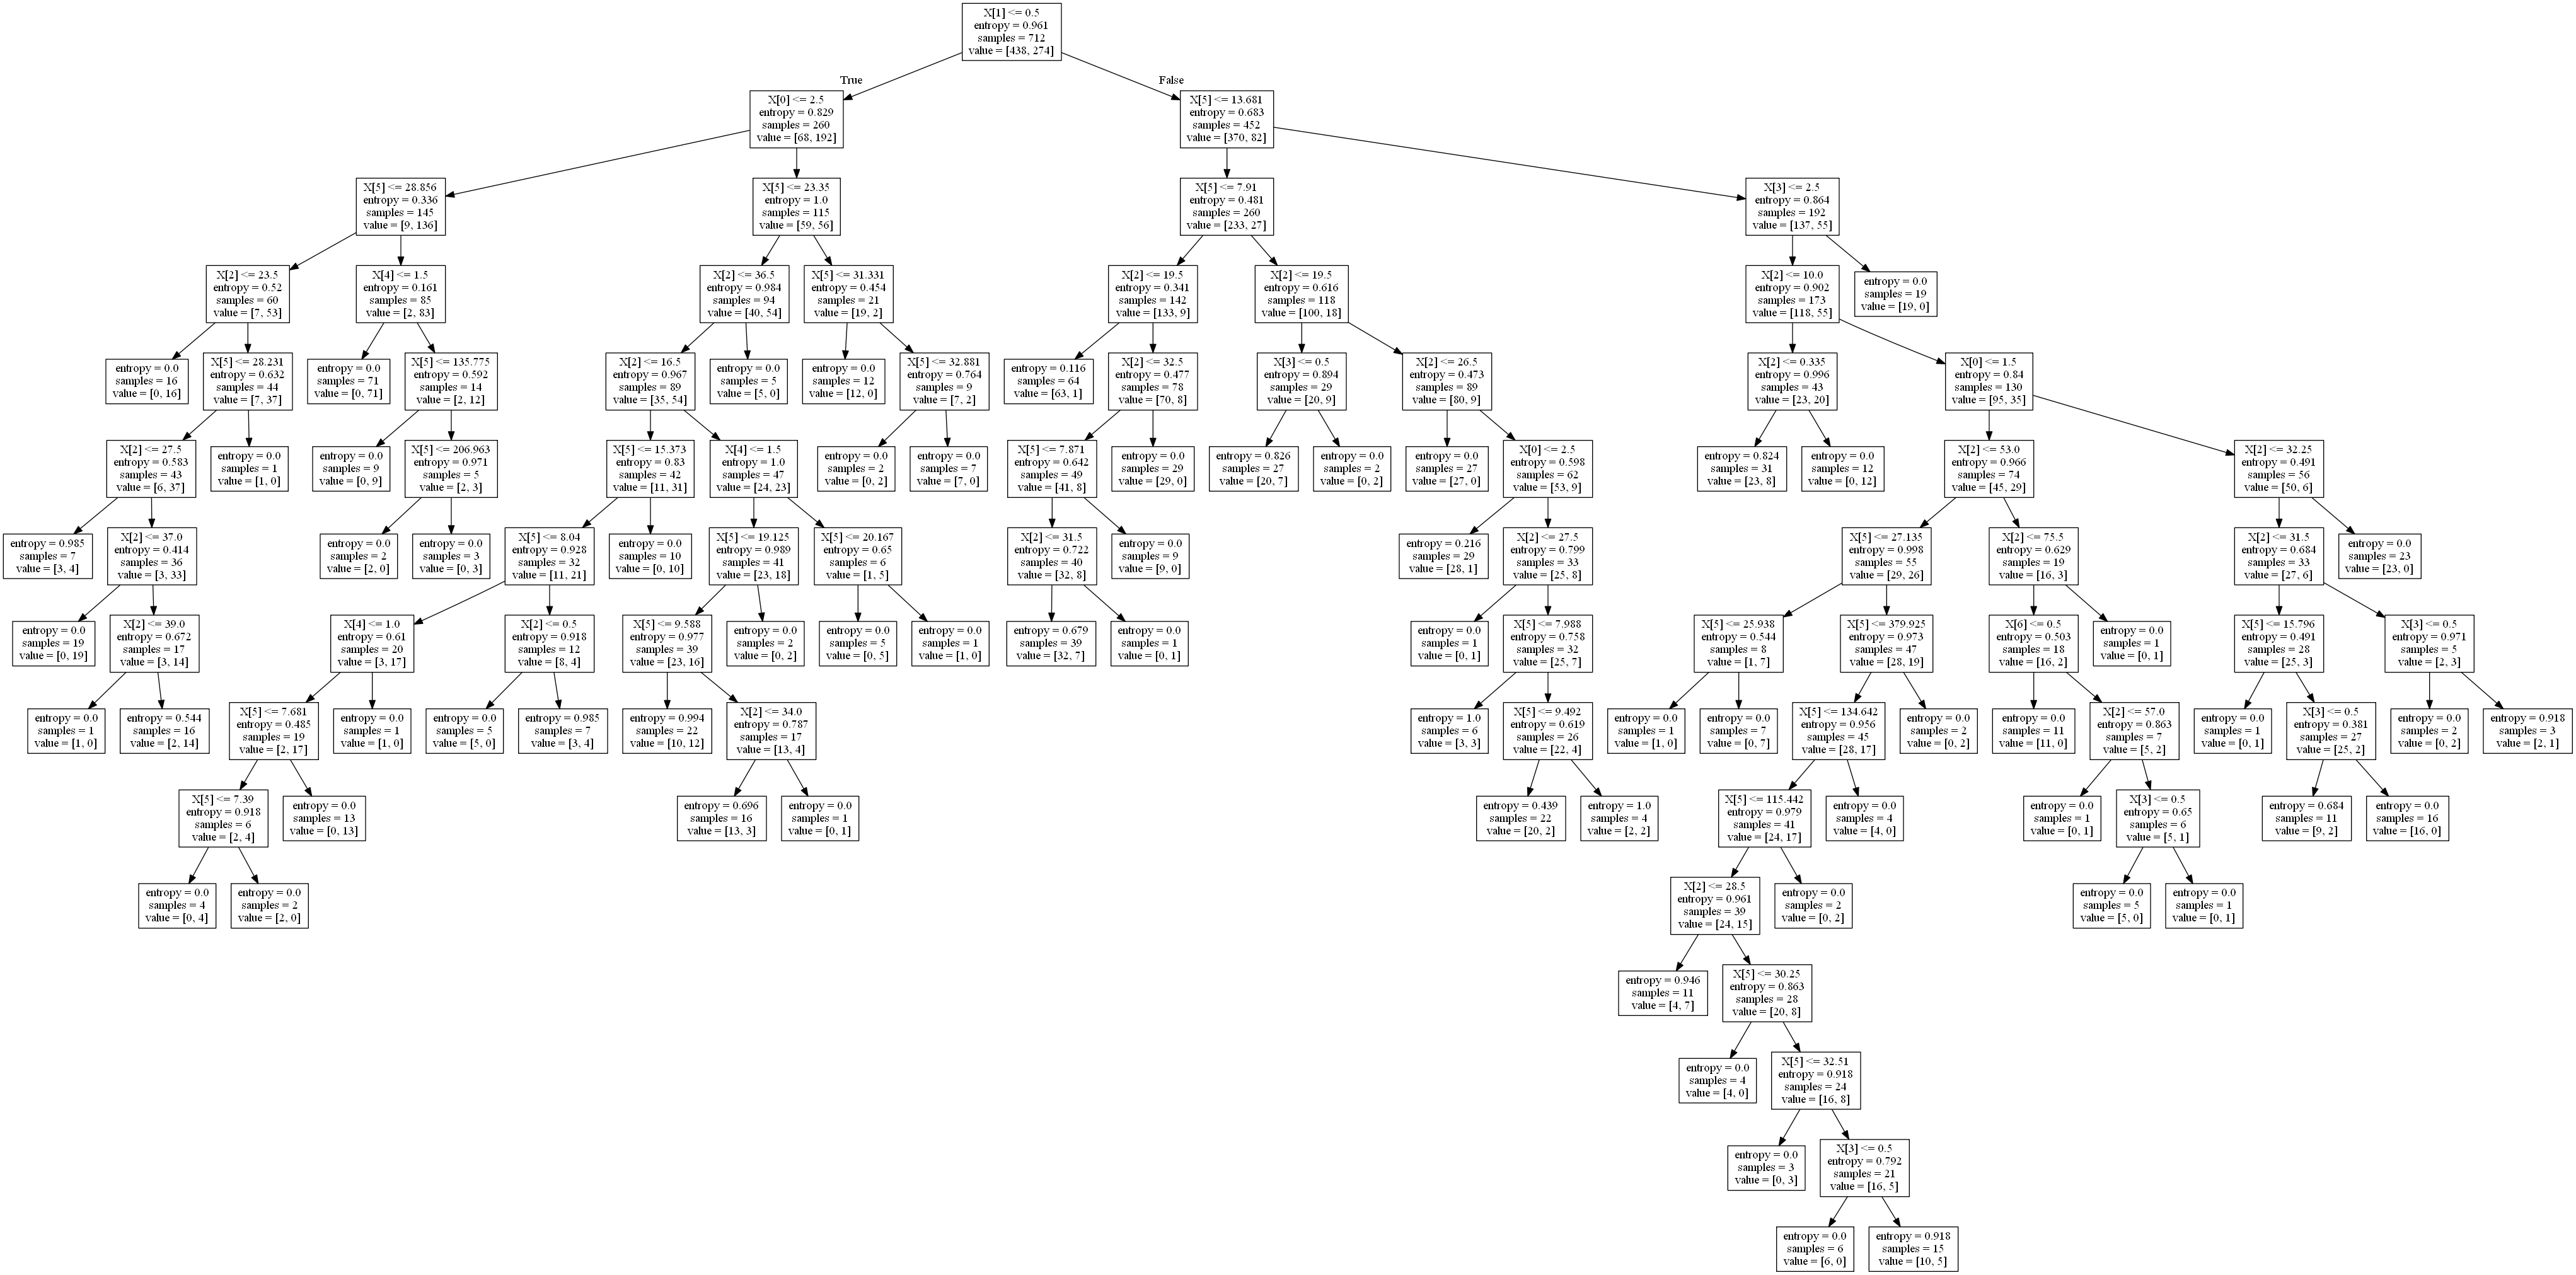 X[1] <= 0.5
entropy = 0.961
samples = 712
value = [438, 274]
True
False
X[0] <= 2.5
entropy = 0.829
samples = 260
value = [68, 192]
X[5] <= 13.681
entropy = 0.683
samples = 452
value = [370, 82]
X[5] <= 28.856
entropy = 0.336
samples = 145
value = [9, 136]
X[5] <= 23.35
entropy = 1.0
samples = 115
value = [59, 56]
X[5] <= 7.91
entropy = 0.481
samples = 260
value = [233, 27]
X[3] <= 2.5
entropy = 0.864
samples = 192
value = [137, 55]
X[2] <= 23.5
entropy = 0.52
samples = 60
value = [7, 53]
X[4] <= 1.5
entropy = 0.161
samples = 85
value = [2, 83]
X[2] <= 36.5
entropy = 0.984
samples = 94
value = [40, 54]
X[5] <= 31.331
entropy = 0.454
samples = 21
value = [19, 2]
X[2] <= 19.5
entropy = 0.341
samples = 142
value = [133, 9]
X[2] <= 19.5
entropy = 0.616
samples = 118
value = [100, 18]
X[2] <= 10.0
entropy = 0.902
samples = 173
value = [118, 55]
entropy = 0.0
samples = 19
value = [19, 0]
entropy = 0.0
samples = 16
value = [0, 16]
X[5] <= 28.231
entropy = 0.632
samples = 44
value = [7, 37]
entropy = 0.0
samples = 71
value = [0, 71]
X[5] <= 135.775
entropy = 0.592
samples = 14
value = [2, 12]
X[2] <= 16.5
entropy = 0.967
samples = 89
value = [35, 54]
entropy = 0.0
samples = 5
value = [5, 0]
entropy = 0.0
samples = 12
value = [12, 0]
X[5] <= 32.881
entropy = 0.764
samples = 9
value = [7, 2]
entropy = 0.116
samples = 64
value = [63, 1]
X[2] <= 32.5
entropy = 0.477
samples = 78
value = [70, 8]
X[3] <= 0.5
entropy = 0.894
samples = 29
value = [20, 9]
X[2] <= 26.5
entropy = 0.473
samples = 89
value = [80, 9]
X[2] <= 0.335
entropy = 0.996
samples = 43
value = [23, 20]
X[0] <= 1.5
entropy = 0.84
samples = 130
value = [95, 35]
X[2] <= 27.5
entropy = 0.583
samples = 43
value = [6, 37]
entropy = 0.0
samples = 1
value = [1, 0]
entropy = 0.0
samples = 9
value = [0, 9]
X[5] <= 206.963
entropy = 0.971
samples = 5
value = [2, 3]
X[5] <= 15.373
entropy = 0.83
samples = 42
value = [11, 31]
X[4] <= 1.5
entropy = 1.0
samples = 47
value = [24, 23]
entropy = 0.0
samples = 2
value = [0, 2]
entropy = 0.0
samples = 7
value = [7, 0]
X[5] <= 7.871
entropy = 0.642
samples = 49
value = [41, 8]
entropy = 0.0
samples = 29
value = [29, 0]
entropy = 0.826
samples = 27
value = [20, 7]
entropy = 0.0
samples = 2
value = [0, 2]
entropy = 0.0
samples = 27
value = [27, 0]
X[0] <= 2.5
entropy = 0.598
samples = 62
value = [53, 9]
entropy = 0.824
samples = 31
value = [23, 8]
entropy = 0.0
samples = 12
value = [0, 12]
X[2] <= 53.0
entropy = 0.966
samples = 74
value = [45, 29]
X[2] <= 32.25
entropy = 0.491
samples = 56
value = [50, 6]
entropy = 0.985
samples = 7
value = [3, 4]
X[2] <= 37.0
entropy = 0.414
samples = 36
value = [3, 33]
entropy = 0.0
samples = 2
value = [2, 0]
entropy = 0.0
samples = 3
value = [0, 3]
X[5] <= 8.04
entropy = 0.928
samples = 32
value = [11, 21]
entropy = 0.0
samples = 10
value = [0, 10]
X[5] <= 19.125
entropy = 0.989
samples = 41
value = [23, 18]
X[5] <= 20.167
entropy = 0.65
samples = 6
value = [1, 5]
X[2] <= 31.5
entropy = 0.722
samples = 40
value = [32, 8]
entropy = 0.0
samples = 9
value = [9, 0]
entropy = 0.216
samples = 29
value = [28, 1]
X[2] <= 27.5
entropy = 0.799
samples = 33
value = [25, 8]
X[5] <= 27.135
entropy = 0.998
samples = 55
value = [29, 26]
X[2] <= 75.5
entropy = 0.629
samples = 19
value = [16, 3]
X[2] <= 31.5
entropy = 0.684
samples = 33
value = [27, 6]
entropy = 0.0
samples = 23
value = [23, 0]
entropy = 0.0
samples = 19
value = [0, 19]
X[2] <= 39.0
entropy = 0.672
samples = 17
value = [3, 14]
X[4] <= 1.0
entropy = 0.61
samples = 20
value = [3, 17]
X[2] <= 0.5
entropy = 0.918
samples = 12
value = [8, 4]
X[5] <= 9.588
entropy = 0.977
samples = 39
value = [23, 16]
entropy = 0.0
samples = 2
value = [0, 2]
entropy = 0.0
samples = 5
value = [0, 5]
entropy = 0.0
samples = 1
value = [1, 0]
entropy = 0.679
samples = 39
value = [32, 7]
entropy = 0.0
samples = 1
value = [0, 1]
entropy = 0.0
samples = 1
value = [0, 1]
X[5] <= 7.988
entropy = 0.758
samples = 32
value = [25, 7]
X[5] <= 25.938
entropy = 0.544
samples = 8
value = [1, 7]
X[5] <= 379.925
entropy = 0.973
samples = 47
value = [28, 19]
X[6] <= 0.5
entropy = 0.503
samples = 18
value = [16, 2]
entropy = 0.0
samples = 1
value = [0, 1]
X[5] <= 15.796
entropy = 0.491
samples = 28
value = [25, 3]
X[3] <= 0.5
entropy = 0.971
samples = 5
value = [2, 3]
entropy = 0.0
samples = 1
value = [1, 0]
entropy = 0.544
samples = 16
value = [2, 14]
X[5] <= 7.681
entropy = 0.485
samples = 19
value = [2, 17]
entropy = 0.0
samples = 1
value = [1, 0]
entropy = 0.0
samples = 5
value = [5, 0]
entropy = 0.985
samples = 7
value = [3, 4]
entropy = 0.994
samples = 22
value = [10, 12]
X[2] <= 34.0
entropy = 0.787
samples = 17
value = [13, 4]
entropy = 1.0
samples = 6
value = [3, 3]
X[5] <= 9.492
entropy = 0.619
samples = 26
value = [22, 4]
entropy = 0.0
samples = 1
value = [1, 0]
entropy = 0.0
samples = 7
value = [0, 7]
X[5] <= 134.642
entropy = 0.956
samples = 45
value = [28, 17]
entropy = 0.0
samples = 2
value = [0, 2]
entropy = 0.0
samples = 11
value = [11, 0]
X[2] <= 57.0
entropy = 0.863
samples = 7
value = [5, 2]
entropy = 0.0
samples = 1
value = [0, 1]
X[3] <= 0.5
entropy = 0.381
samples = 27
value = [25, 2]
entropy = 0.0
samples = 2
value = [0, 2]
entropy = 0.918
samples = 3
value = [2, 1]
X[5] <= 7.39
entropy = 0.918
samples = 6
value = [2, 4]
entropy = 0.0
samples = 13
value = [0, 13]
entropy = 0.696
samples = 16
value = [13, 3]
entropy = 0.0
samples = 1
value = [0, 1]
entropy = 0.439
samples = 22
value = [20, 2]
entropy = 1.0
samples = 4
value = [2, 2]
X[5] <= 115.442
entropy = 0.979
samples = 41
value = [24, 17]
entropy = 0.0
samples = 4
value = [4, 0]
entropy = 0.0
samples = 1
value = [0, 1]
X[3] <= 0.5
entropy = 0.65
samples = 6
value = [5, 1]
entropy = 0.684
samples = 11
value = [9, 2]
entropy = 0.0
samples = 16
value = [16, 0]
entropy = 0.0
samples = 4
value = [0, 4]
entropy = 0.0
samples = 2
value = [2, 0]
X[2] <= 28.5
entropy = 0.961
samples = 39
value = [24, 15]
entropy = 0.0
samples = 2
value = [0, 2]
entropy = 0.0
samples = 5
value = [5, 0]
entropy = 0.0
samples = 1
value = [0, 1]
entropy = 0.946
samples = 11
value = [4, 7]
X[5] <= 30.25
entropy = 0.863
samples = 28
value = [20, 8]
entropy = 0.0
samples = 4
value = [4, 0]
X[5] <= 32.51
entropy = 0.918
samples = 24
value = [16, 8]
entropy = 0.0
samples = 3
value = [0, 3]
X[3] <= 0.5
entropy = 0.792
samples = 21
value = [16, 5]
entropy = 0.0
samples = 6
value = [6, 0]
entropy = 0.918
samples = 15
value = [10, 5]